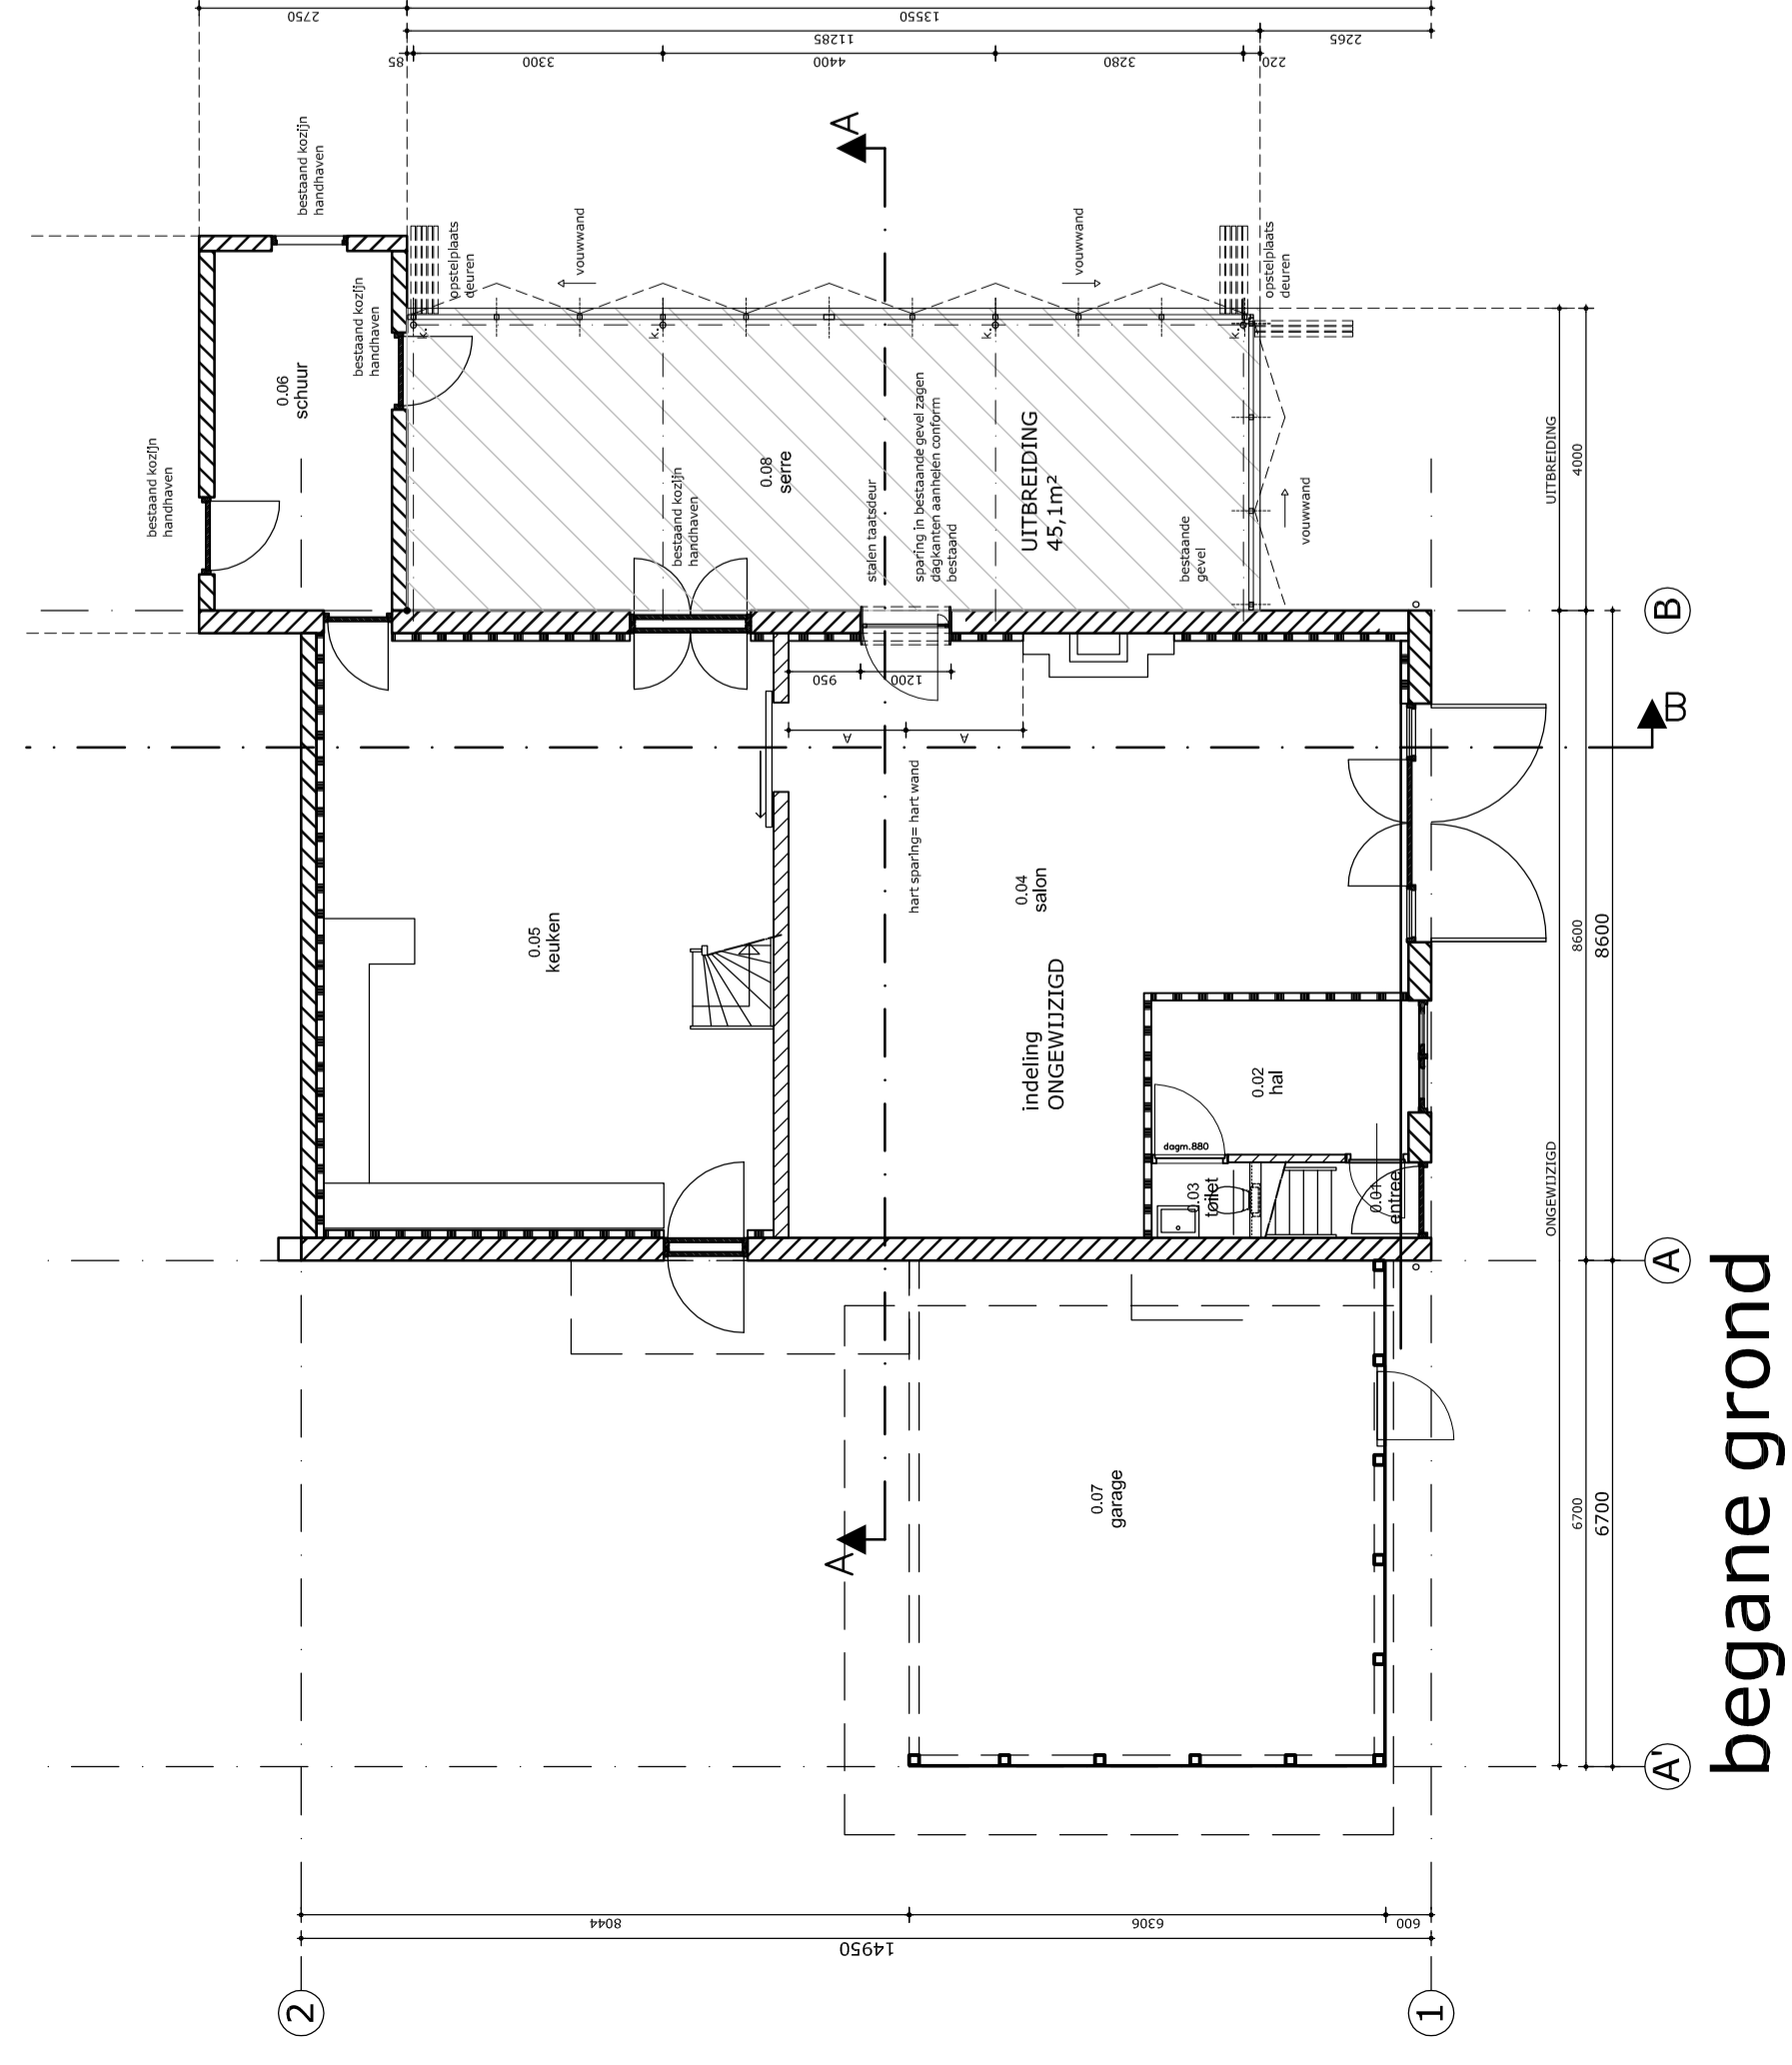 2750
13550
11285
2265
85
3300
4400
3280
220
A
bestaand kozijn
handhaven
opstelplaats
deuren
vouwwand
vouwwand
opstelplaats
deuren
k.
k.
k.
k.
bestaand kozijn
handhaven
0.06
schuur
bestaand kozijn
handhaven
0.08
serre
bestaand kozijn
handhaven
stalen taatsdeur
sparing in bestaande gevel zagen
dagkanten aanhelen conform
bestaand
UITBREIDING
45,1m²
bestaande
gevel
vouwwand
UITBREIDING
4000
B
950
1200
A
A
B
hart sparing= hart wand
0.05
keuken
0.04
salon
indeling
ONGEWIJZIGD
0.02
hal
dagm.880
0.03
toilet
0.01
entree
8600
8600
ONGEWIJZIGD
A
0.07
garage
A
6700
6700
A'
begane grond
8044
6306
600
14950
2
1